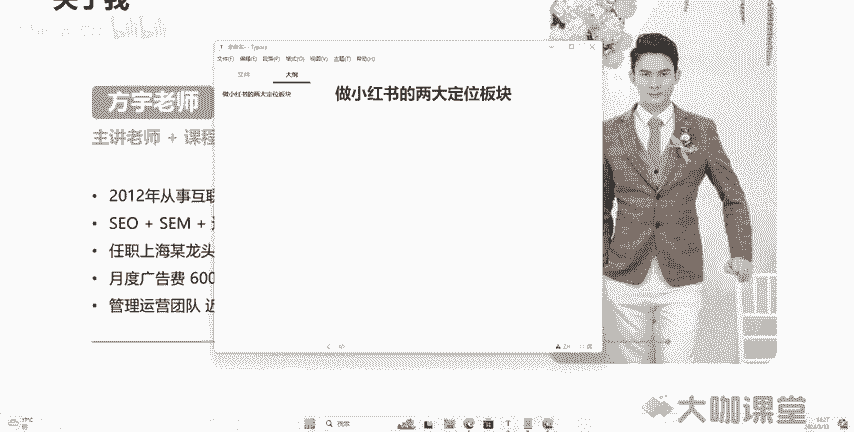 关于我
方宇老师
主讲老师 + 课程
2012年从事互联
SEO + SEM +
任职上海某龙头
月度广告费 600
管理运营团队 近
文件(F) 编辑(E) 段落(P) 格式(O) 视图(V) 主题(T) 帮助(H)
文件 大纲
做小红书的两大定位板块
做小红书的两大定位板块
搜索
大咖课堂